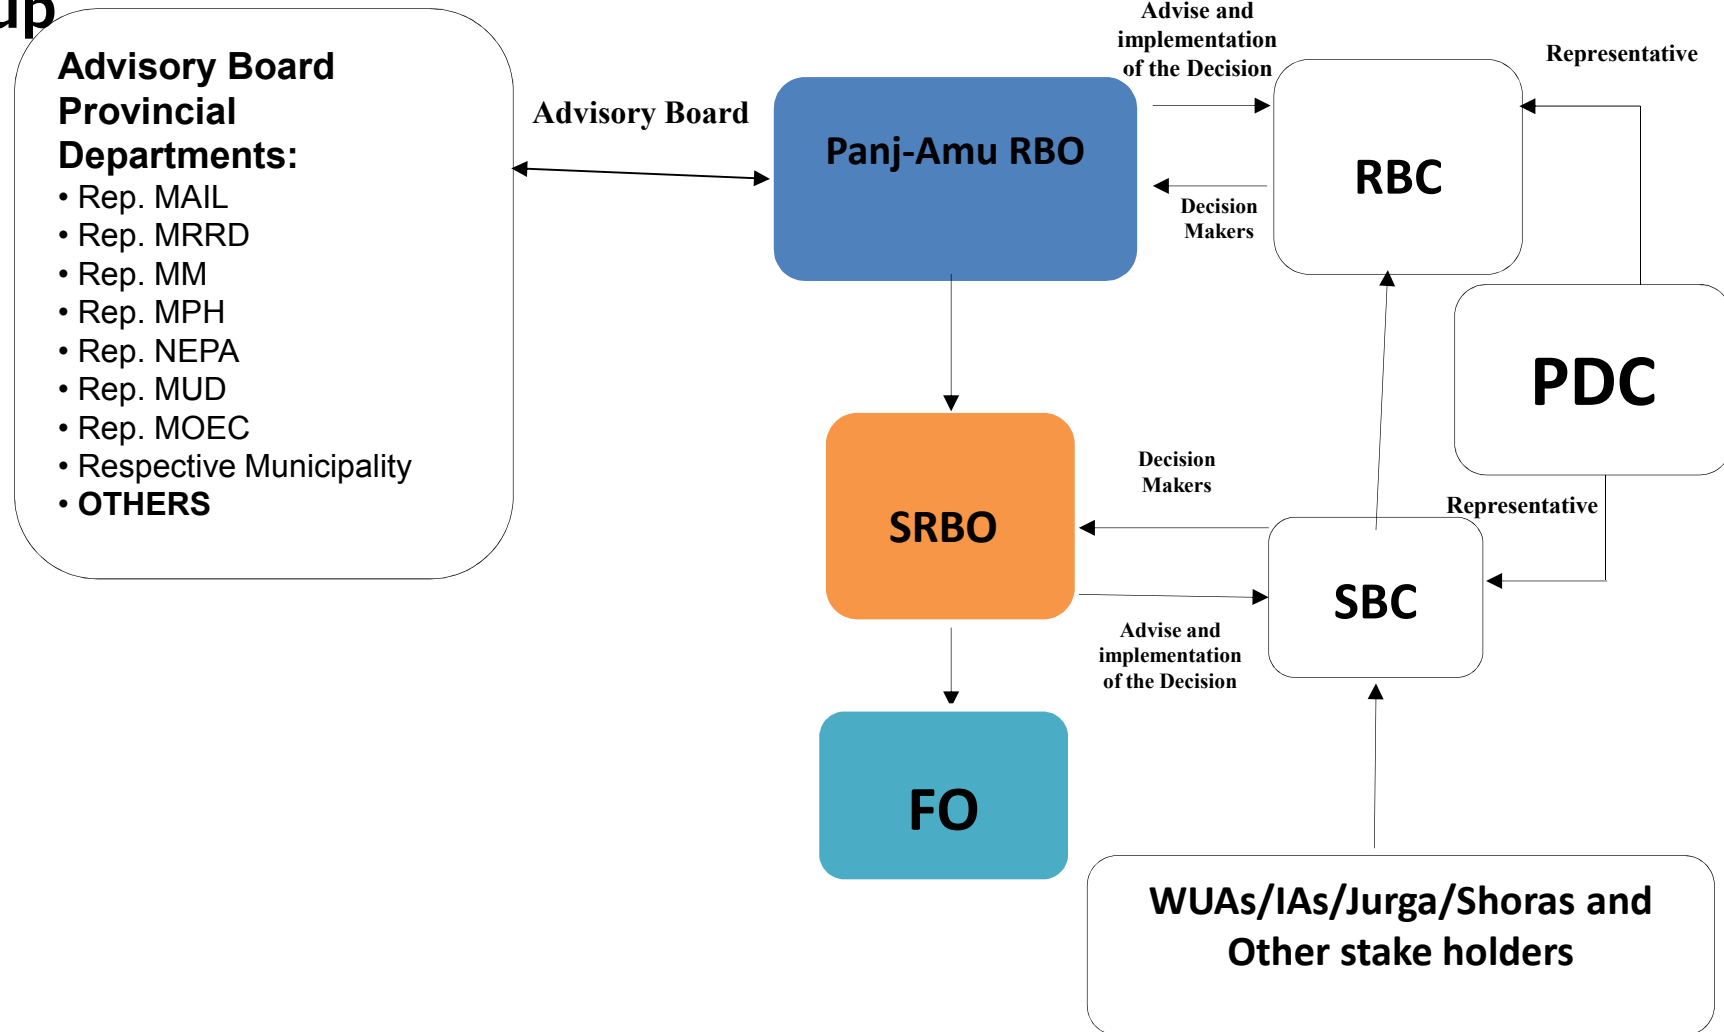 up
Advisory Board
Provincial
Departments:
• Rep. MAIL
• Rep. MRRD
• Rep. MM
• Rep. MPH
• Rep. NEPA
• Rep. MUD
• Rep. MOEC
• Respective Municipality
• OTHERS
Advisory Board
Panj-Amu RBO
Advise and
implementation
of the Decision
Decision
Makers
RBC
Representative
PDC
Representative
SRBO
Decision
Makers
Advise and
implementation
of the Decision
SBC
FO
WUAs/IAs/Jurga/Shoras and
Other stake holders